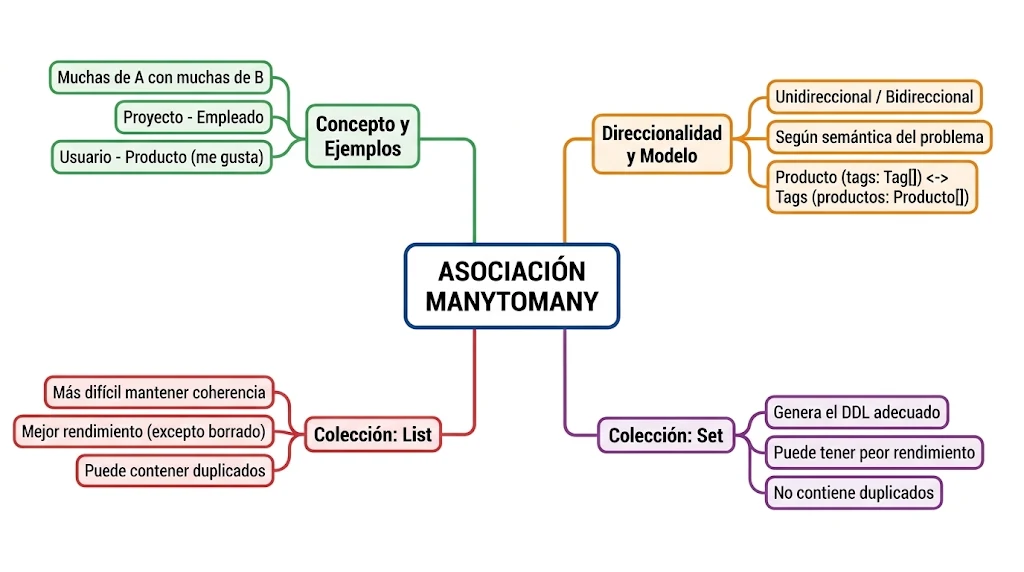 Muchas de A con muchas de B
Proyecto - Empleado
Usuario - Producto (me gusta)
Concepto y
Ejemplos
Direccionalidad
y Modelo
Unidireccional / Bidireccional
Según semántica del problema
Producto (tags: Tag[]) <->
Tags (productos: Producto[])
ASOCIACIÓN
MANYTOMANY
Más difícil mantener coherencia
Mejor rendimiento (excepto borrado)
Puede contener duplicados
Colección: List
Colección: Set
Genera el DDL adecuado
Puede tener peor rendimiento
No contiene duplicados